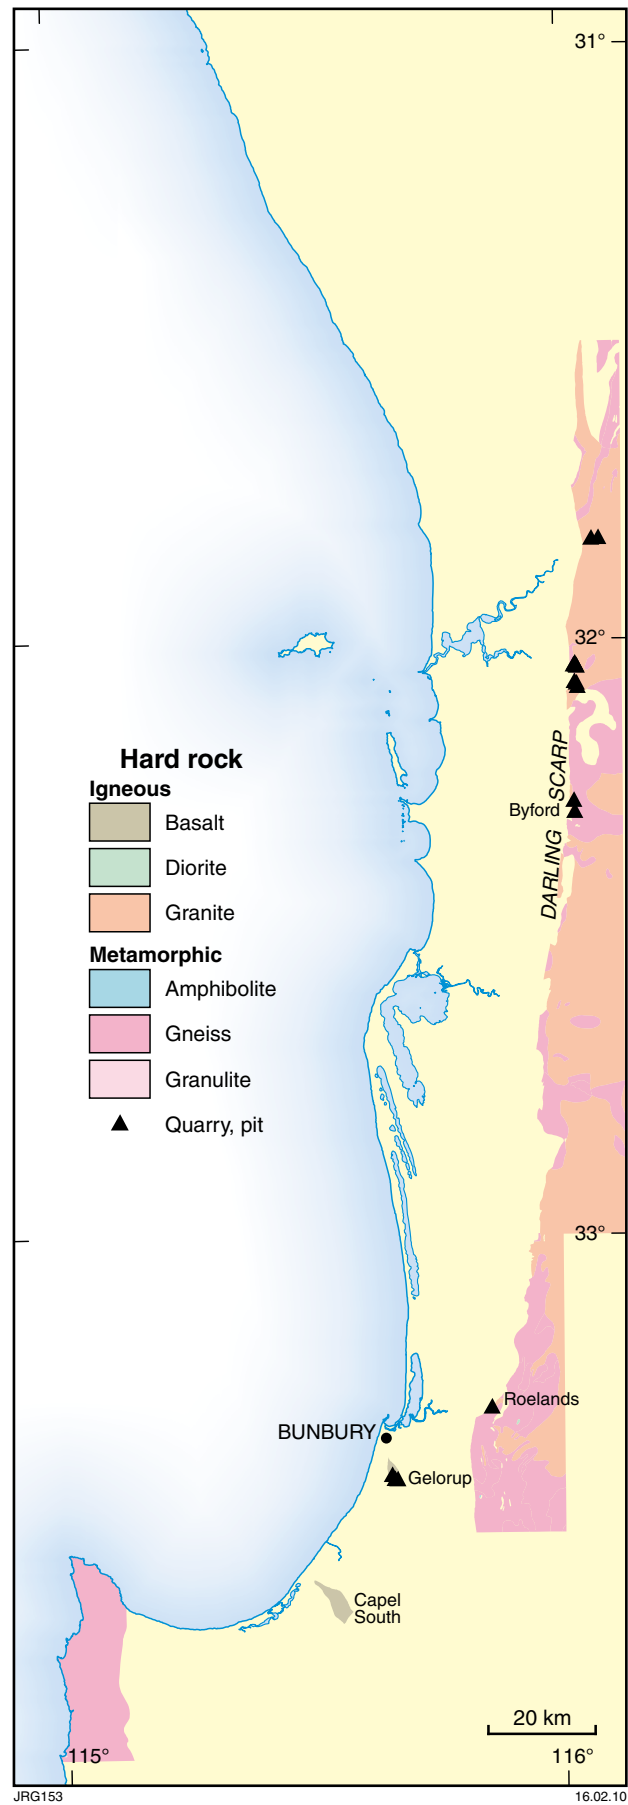 31°
32°
Hard rock
Igneous
Basalt
Diorite
Granite
Metamorphic
Amphibolite
Gneiss
Granulite
Quarry, pit
DARLING SCARP
Byford
33°
Roelands
BUNBURY
Gelorup
Capel
South
20 km
115°
116°
JRG153
16.02.10